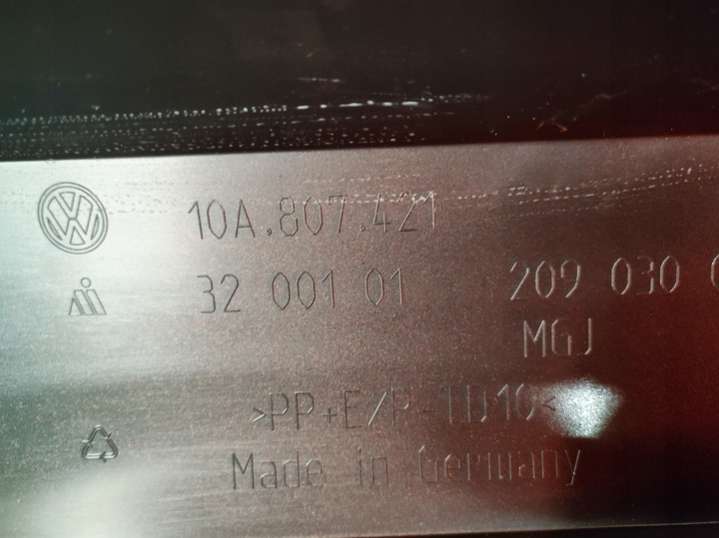 10A.807.421
32 001 01 209 030
MGJ
>PP+E/P-TD10<
Made in Germany